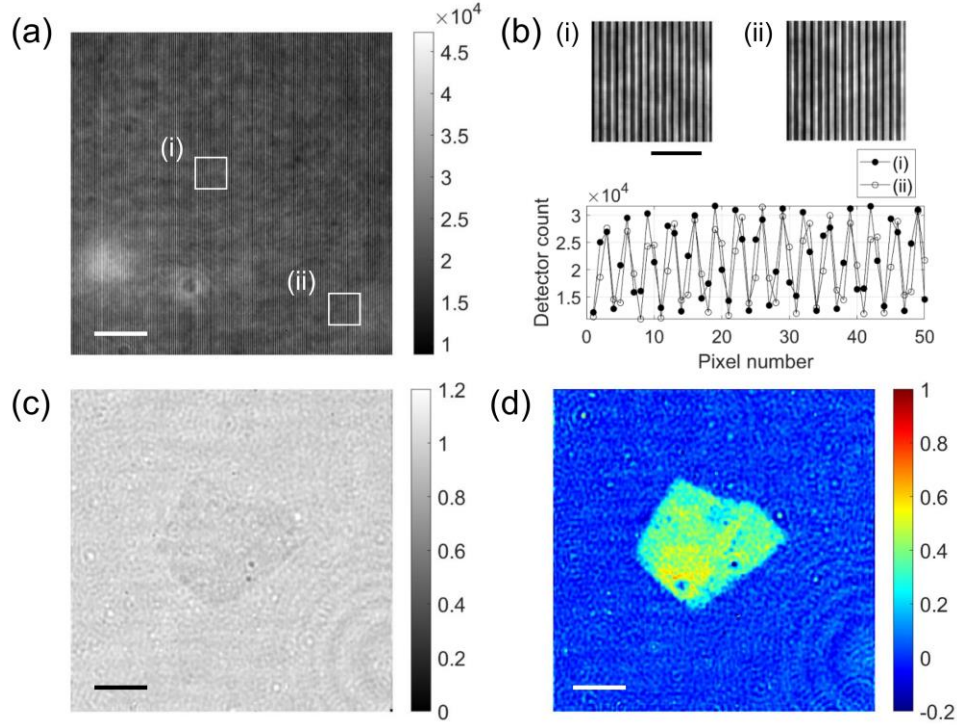 (a)
×10⁴
4.5
4
3.5
3
2.5
2
1.5
1
(i)
(ii)
(b)
(i)
(ii)
(i)
(ii)
×10⁴
3
2.5
2
1.5
Detector count
0 10 20 30 40 50
Pixel number
(c)
1.2
1
0.8
0.6
0.4
0.2
0
(d)
1
0.8
0.6
0.4
0.2
0
-0.2